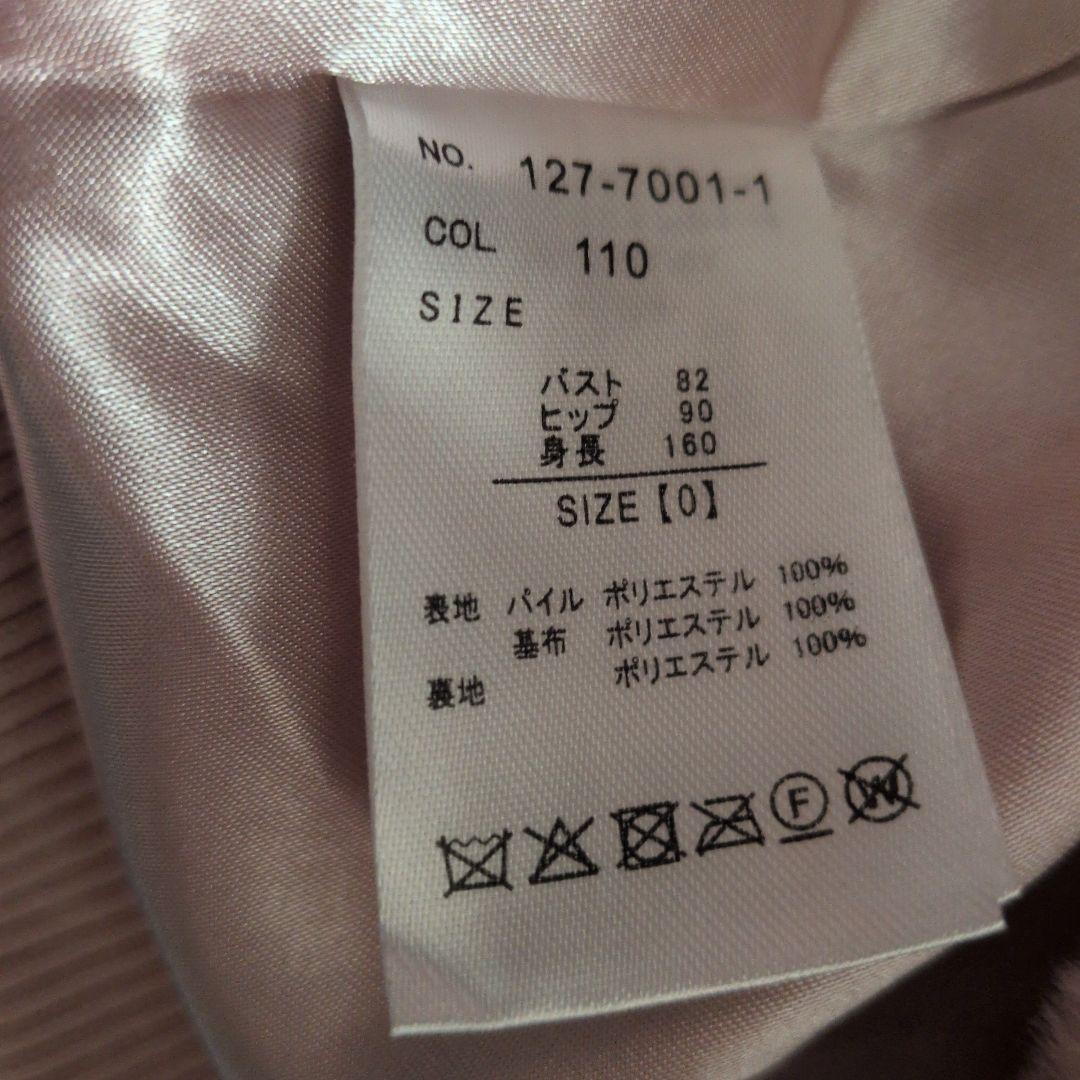 NO. 127-7001-1
COL 110
SIZE
バスト 82
ヒップ 90
身長 160
SIZE【0】
表地 パイル ポリエステル 100%
基布 ポリエステル 100%
裏地 ポリエステル 100%
F W